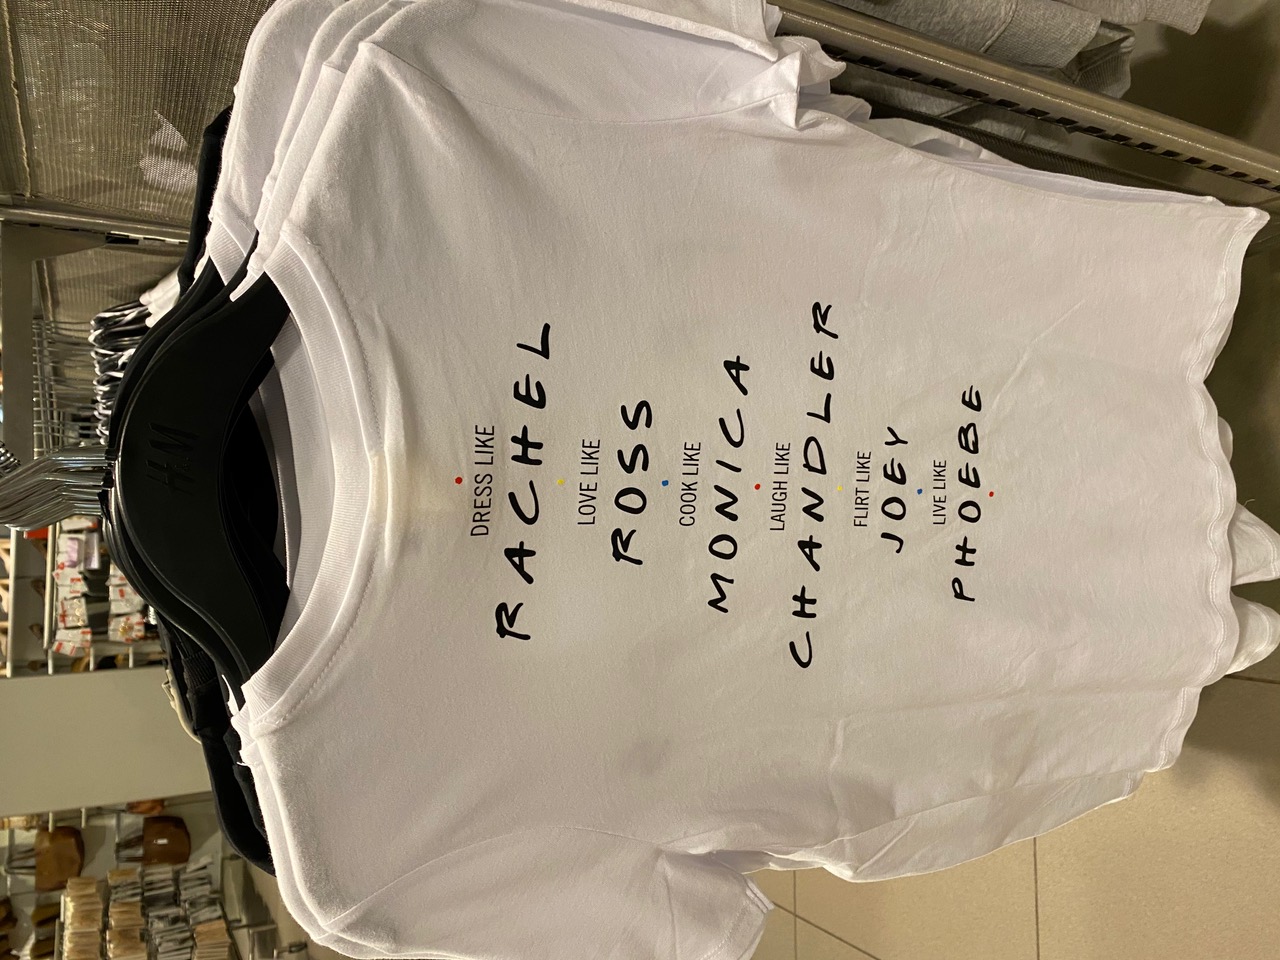 H&M
DRESS LIKE
RACHEL
LOVE LIKE
ROSS
COOK LIKE
MONICA
LAUGH LIKE
CHANDLER
FLIRT LIKE
JOEY
LIVE LIKE
PHOEBE